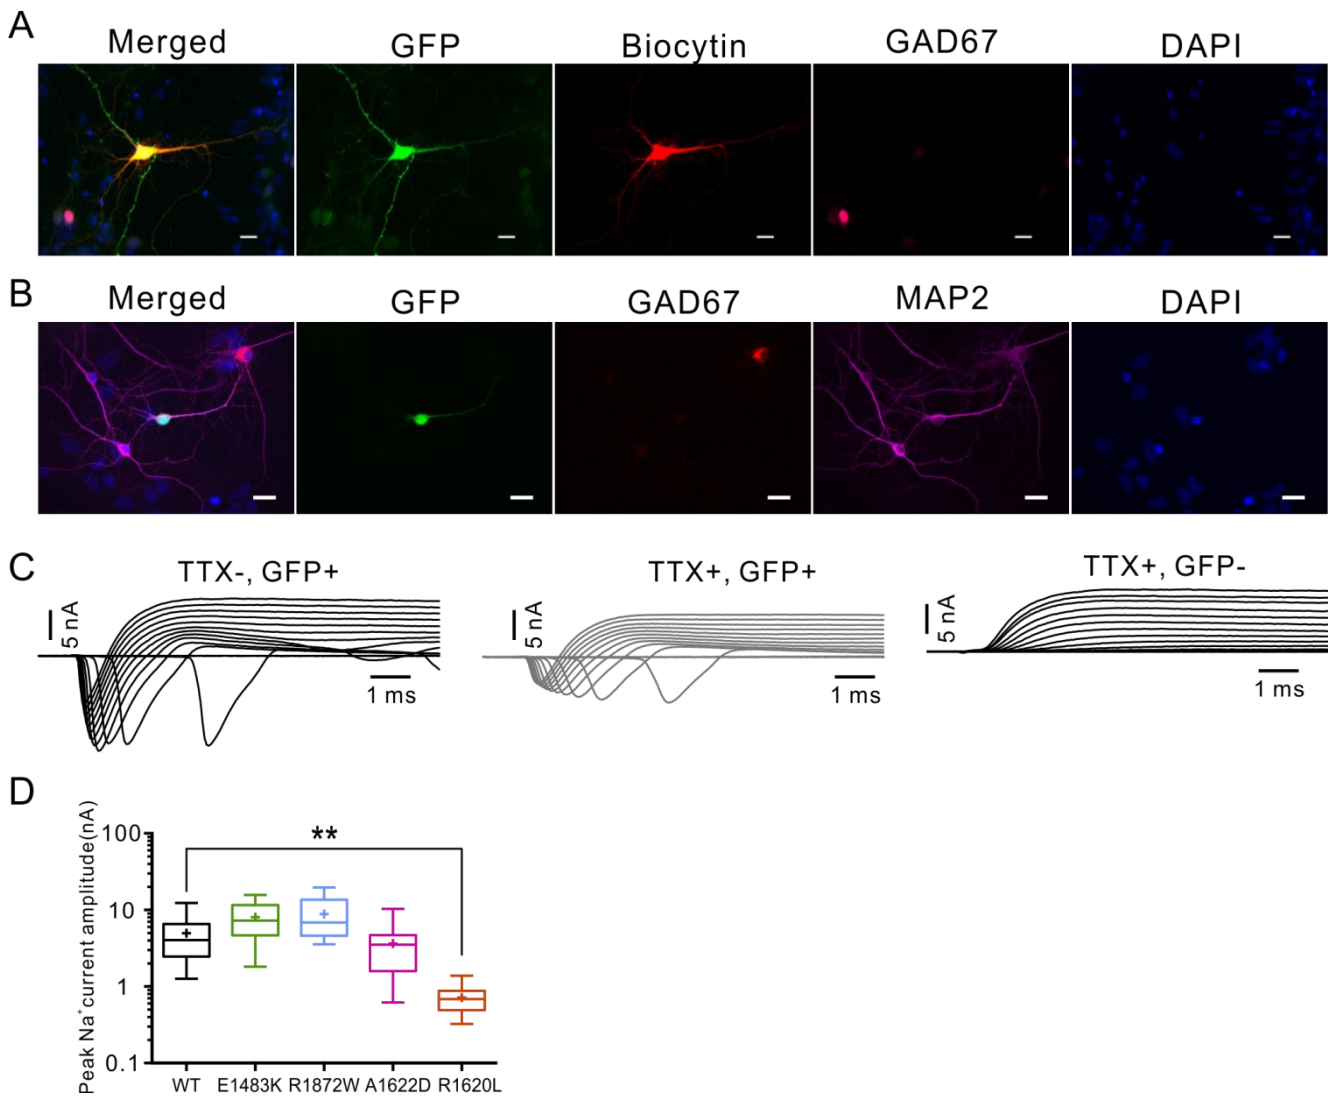 A
Merged GFP Biocytin GAD67 DAPI
B
Merged GFP GAD67 MAP2 DAPI
C
TTX-, GFP+ TTX+, GFP+ TTX+, GFP-
5 nA 5 nA 5 nA
1 ms 1 ms 1 ms
D
Peak Na⁺ current amplitude(nA)
**
100
10
1
0.1
WT E1483K R1872W A1622D R1620L